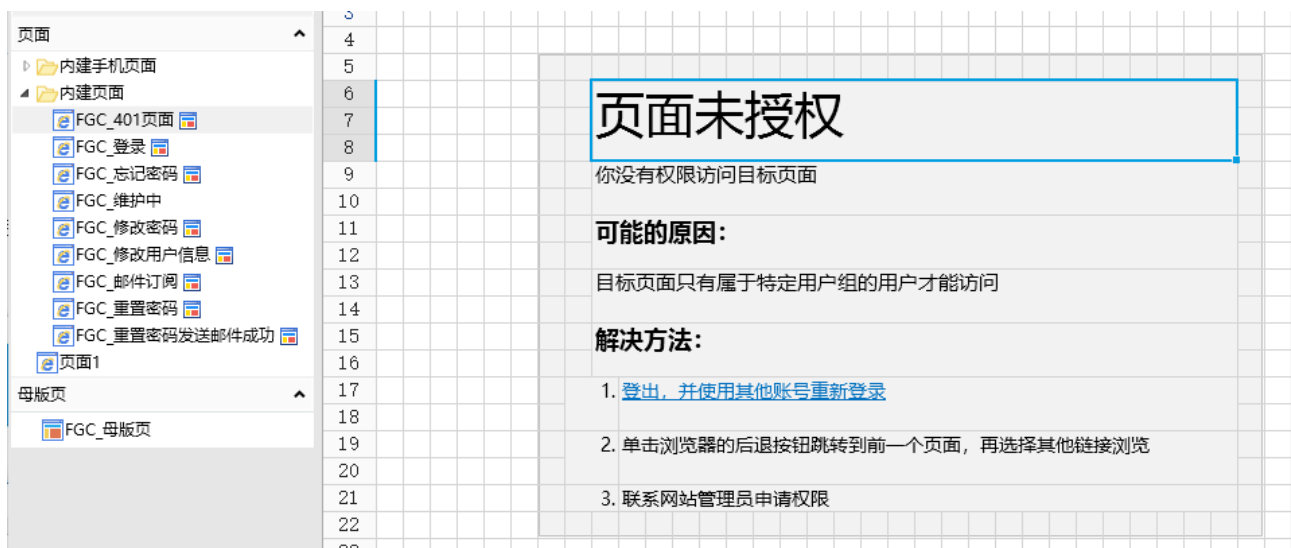 页面
内建手机页面
内建页面
FGC_401页面
FGC_登录
FGC_忘记密码
FGC_维护中
FGC_修改密码
FGC_修改用户信息
FGC_邮件订阅
FGC_重置密码
FGC_重置密码发送邮件成功
页面1
母版页
FGC_母版页
3
4
5
6
7
8
9
10
11
12
13
14
15
16
17
18
19
20
21
22
页面未授权
你没有权限访问目标页面
可能的原因：
目标页面只有属于特定用户组的用户才能访问
解决方法：
1. 登出，并使用其他账号重新登录
2. 单击浏览器的后退按钮跳转到前一个页面，再选择其他链接浏览
3. 联系网站管理员申请权限